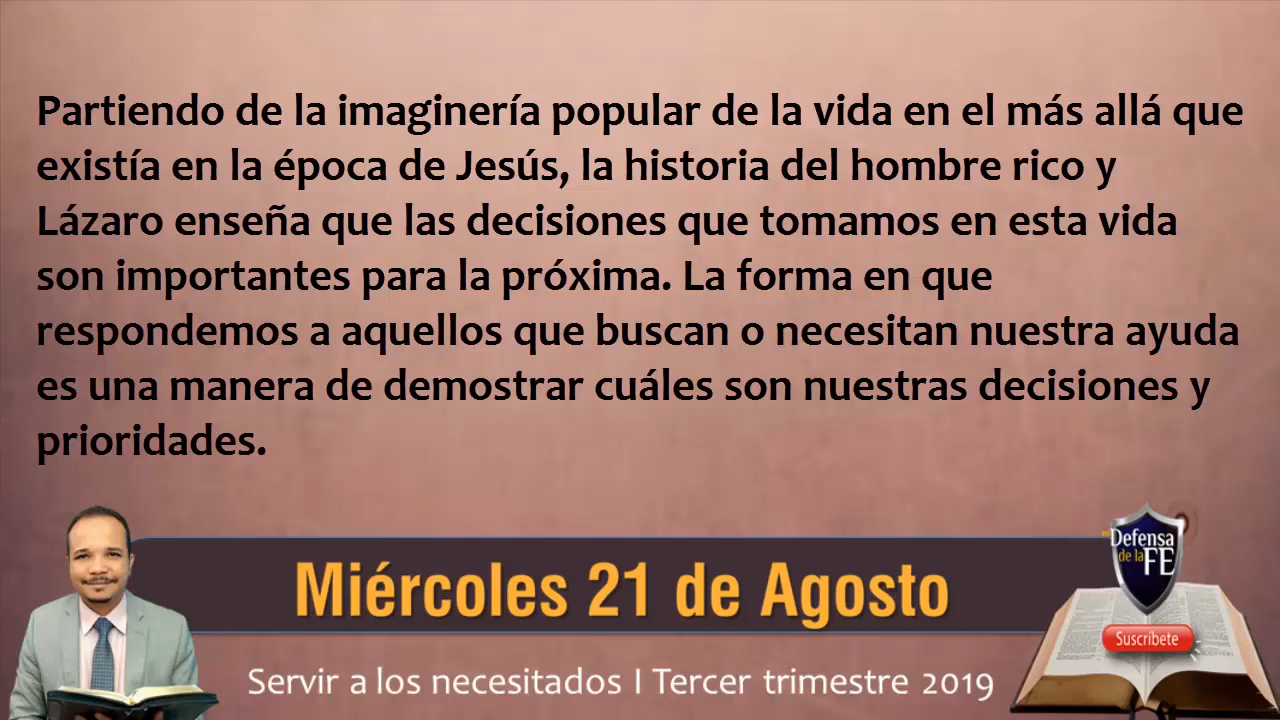 Partiendo de la imaginería popular de la vida en el más allá que
existía en la época de Jesús, la historia del hombre rico y
Lázaro enseña que las decisiones que tomamos en esta vida
son importantes para la próxima. La forma en que
respondemos a aquellos que buscan o necesitan nuestra ayuda
es una manera de demostrar cuáles son nuestras decisiones y
prioridades.
Defensa
de la FE
Miércoles 21 de Agosto
Suscríbete
Servir a los necesitados I Tercer trimestre 2019